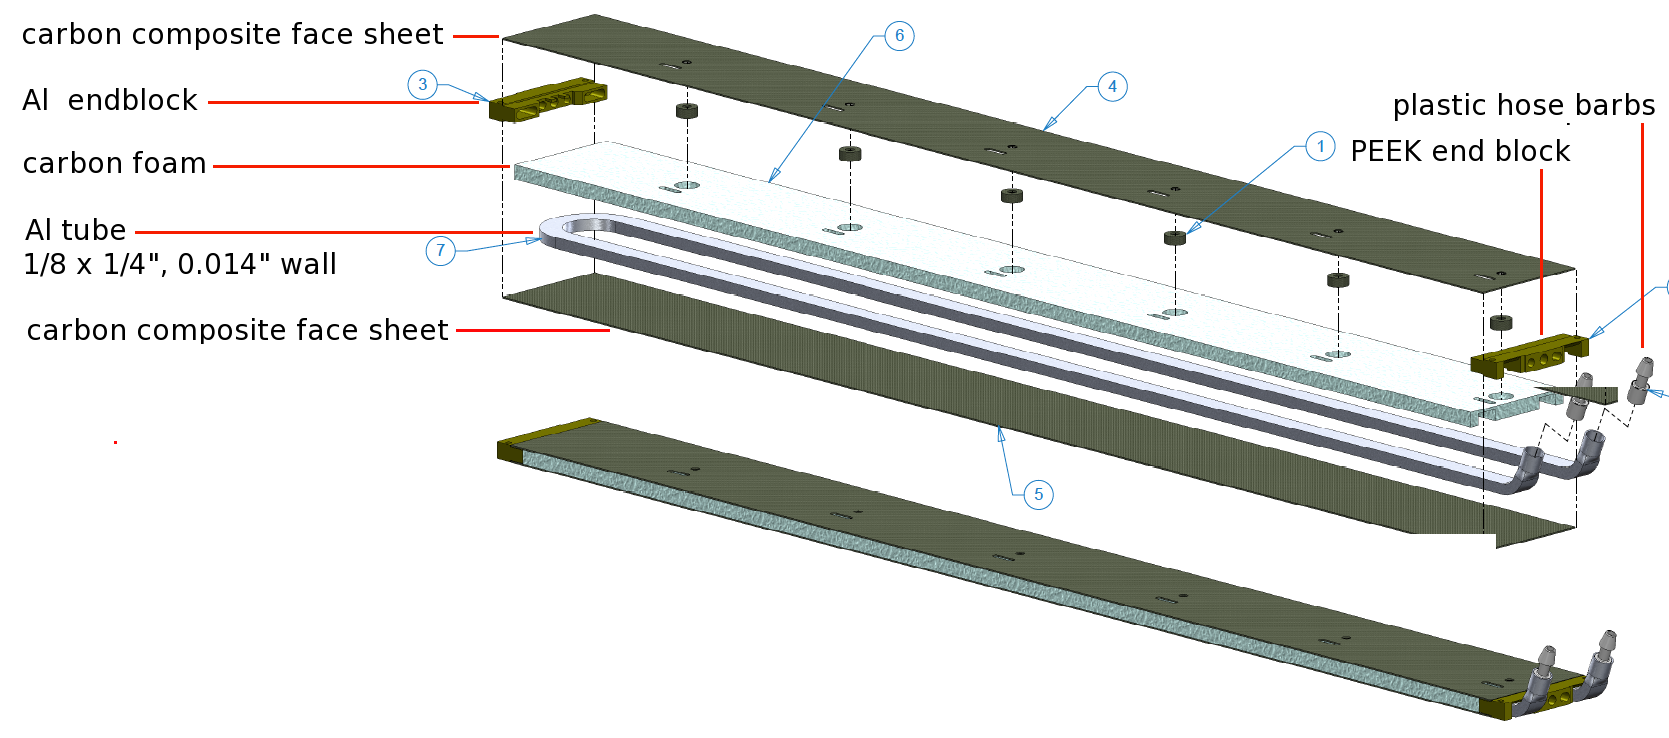 carbon composite face sheet
6
3
4
Al endblock
plastic hose barbs
1
PEEK end block
carbon foam
Al tube
7
1/8 x 1/4", 0.014" wall
carbon composite face sheet
5